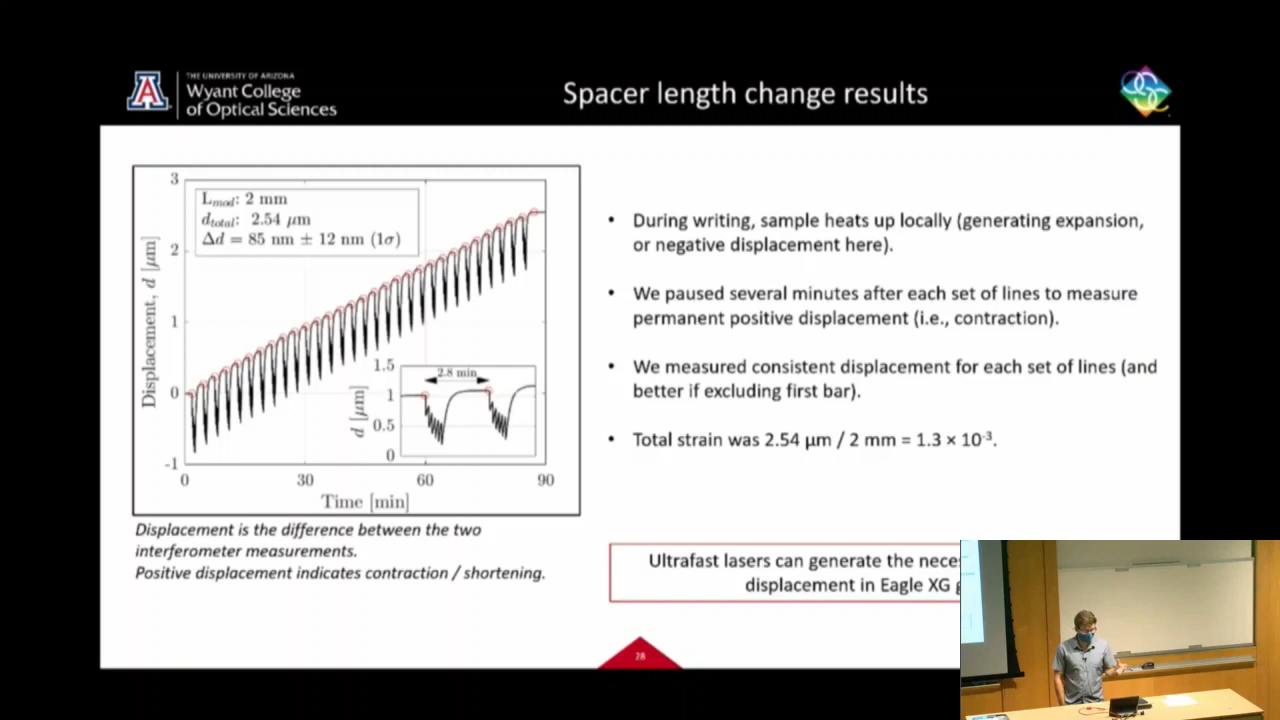 THE UNIVERSITY OF ARIZONA
Wyant College
of Optical Sciences
Spacer length change results
L_mod: 2 mm
d_total: 2.54 μm
Δd = 85 nm ± 12 nm (1σ)
3
2
1
0
-1
Displacement, d [μm]
0 30 60 90
Time [min]
1.5
1
0.5
0
d [μm]
2.8 min
Displacement is the difference between the two
interferometer measurements.
Positive displacement indicates contraction / shortening.
• During writing, sample heats up locally (generating expansion,
or negative displacement here).
• We paused several minutes after each set of lines to measure
permanent positive displacement (i.e., contraction).
• We measured consistent displacement for each set of lines (and
better if excluding first bar).
• Total strain was 2.54 μm / 2 mm = 1.3 × 10⁻³.
Ultrafast lasers can generate the nece
displacement in Eagle XG
28